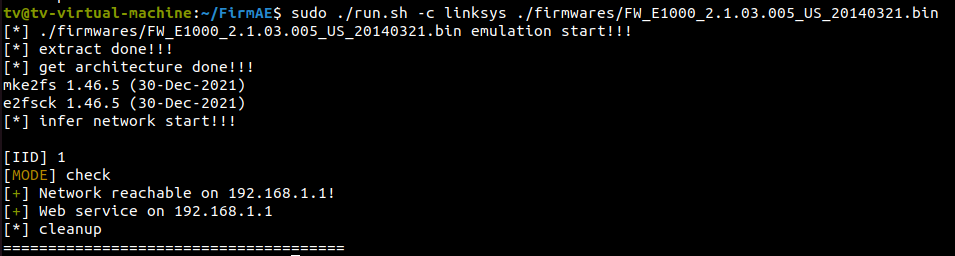 tv@tv-virtual-machine:~/FirmAE$ sudo ./run.sh -c linksys ./firmwares/FW_E1000_2.1.03.005_US_20140321.bin
[*] ./firmwares/FW_E1000_2.1.03.005_US_20140321.bin emulation start!!!
[*] extract done!!!
[*] get architecture done!!!
mke2fs 1.46.5 (30-Dec-2021)
e2fsck 1.46.5 (30-Dec-2021)
[*] infer network start!!!
[IID] 1
[MODE] check
[+] Network reachable on 192.168.1.1!
[+] Web service on 192.168.1.1
[*] cleanup
======================================